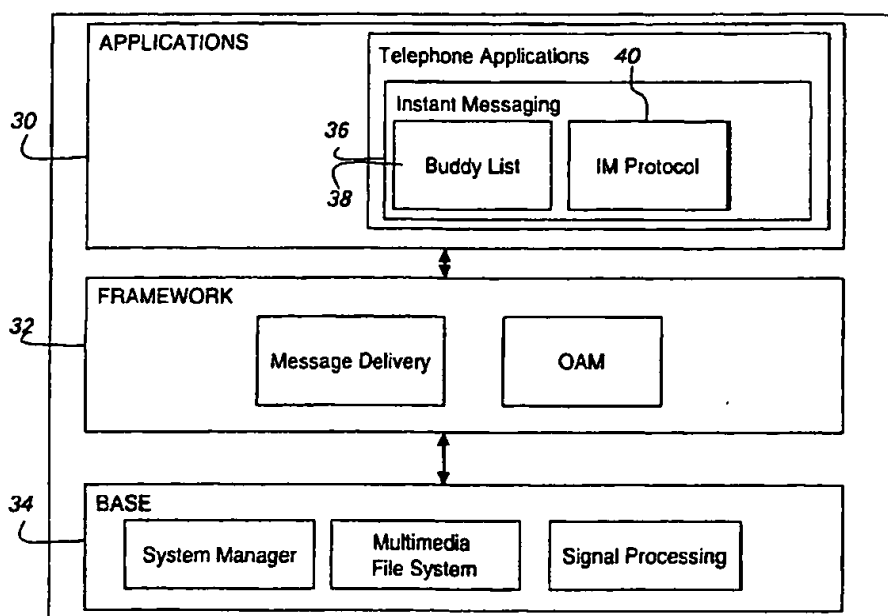 APPLICATIONS
Telephone Applications
40
Instant Messaging
30
36
38
Buddy List
IM Protocol
FRAMEWORK
32
Message Delivery
OAM
BASE
34
System Manager
Multimedia
File System
Signal Processing